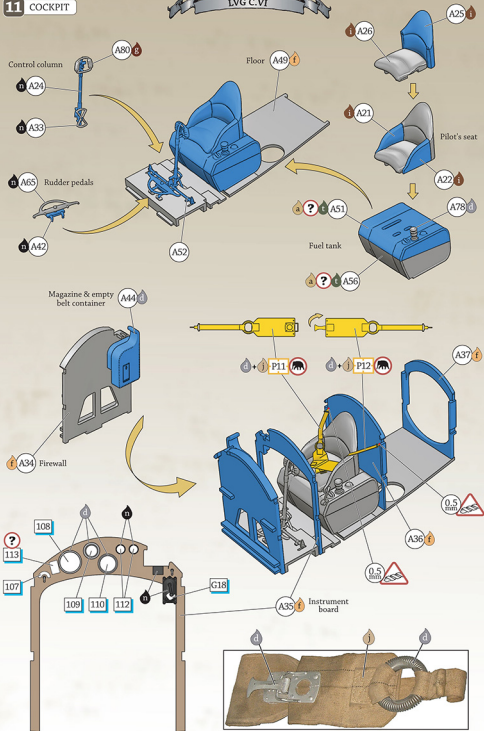 11 COCKPIT
LVG C.VI
A25 i
A80 g
i A26
Floor A49 f
Control column
n A24
i A21
n A33
Pilot's seat
A22 i
n A65 Rudder pedals
A78 d
a ? t A51
n A42
Fuel tank
A52
a ? t A56
Magazine & empty
belt container
A44 d
A37 f
d + j P11
d + j P12
f A34 Firewall
0.5
mm
n
d
108
?
113
A36 f
0.5
mm
107
109 110 112
n
G18
A35 f Instrument
board
d
j
d